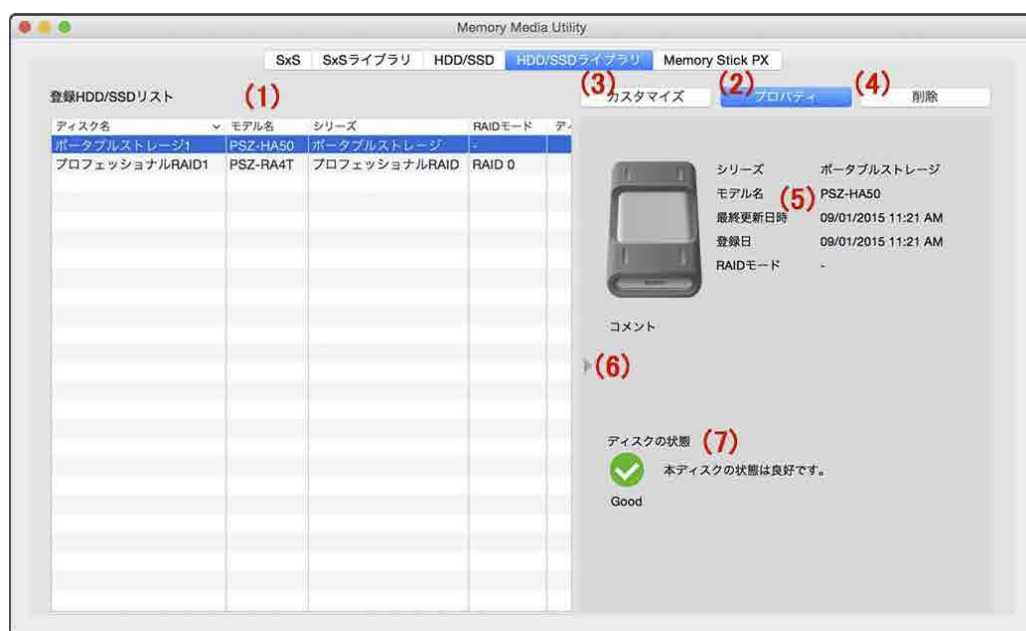 Memory Media Utility
SxS SxSライブラリ HDD/SSD HDD/SSDライブラリ Memory Stick PX
登録HDD/SSDリスト (1) (3) カスタマイズ (2) プロパティ (4) 削除
ディスク名 モデル名 シリーズ RAIDモード ディ
ポータブルストレージ1 PSZ-HA50 ポータブルストレージ -
プロフェッショナルRAID1 PSZ-RA4T プロフェッショナルRAID RAID 0
シリーズ ポータブルストレージ
モデル名 (5) PSZ-HA50
最終更新日時 09/01/2015 11:21 AM
登録日 09/01/2015 11:21 AM
RAIDモード -
コメント
(6)
ディスクの状態 (7)
本ディスクの状態は良好です。
Good